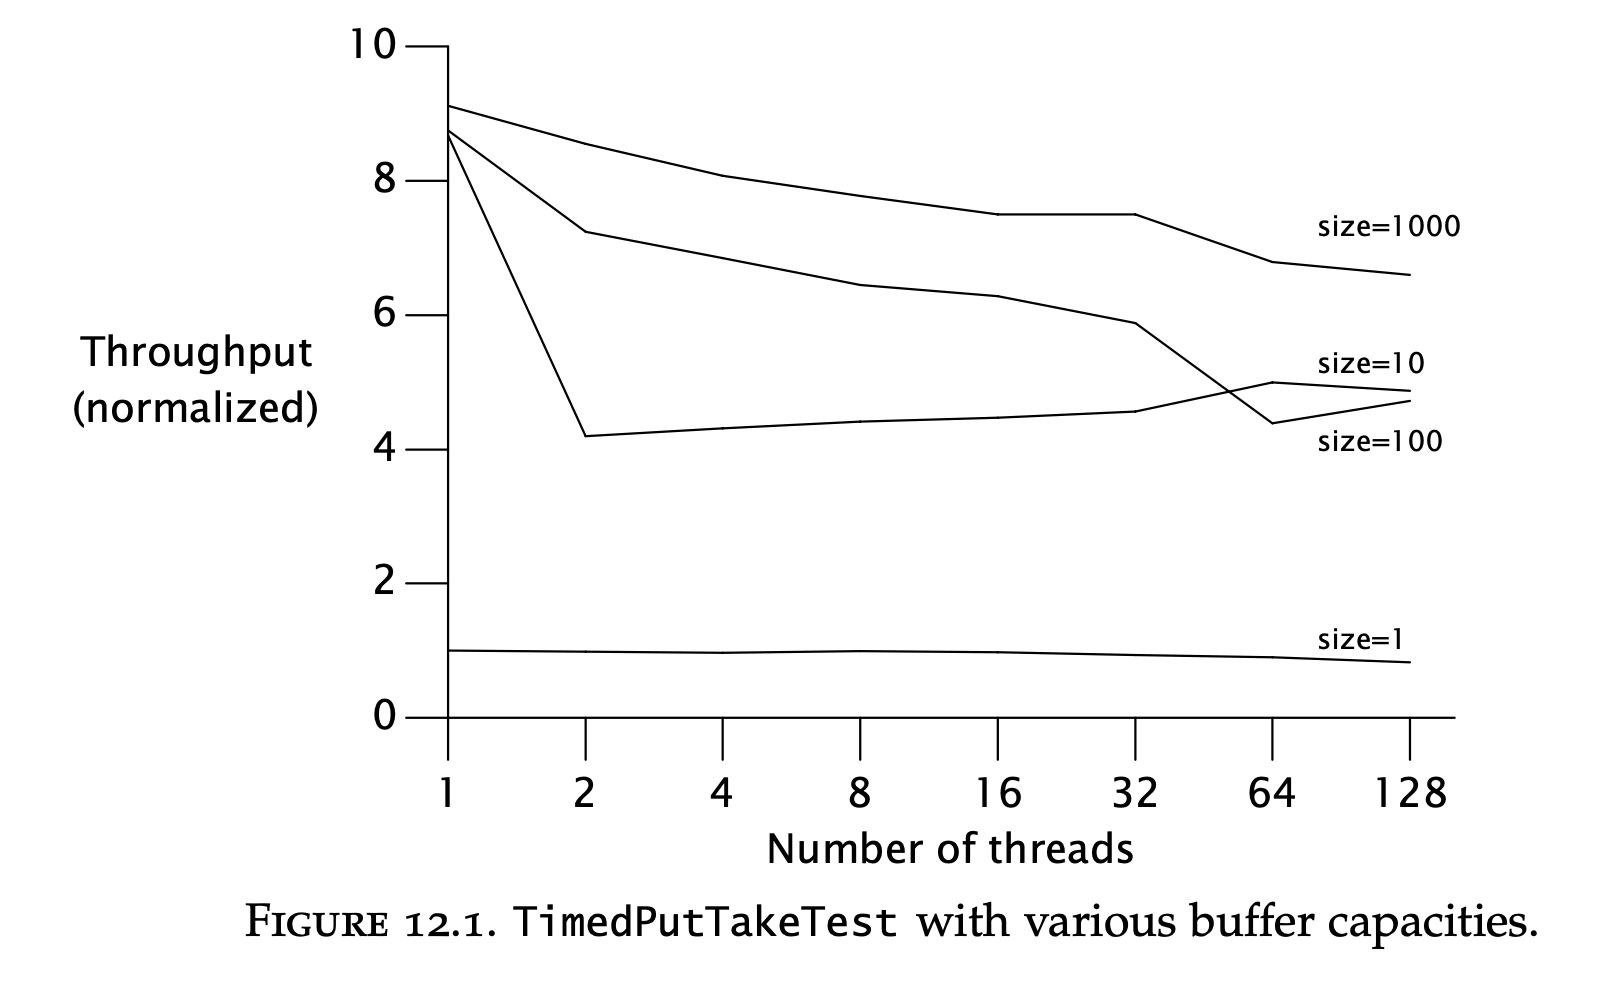 10
8
6
4
2
0
Throughput
(normalized)
size=1000
size=10
size=100
size=1
1 2 4 8 16 32 64 128
Number of threads
FIGURE 12.1. TimedPutTakeTest with various buffer capacities.